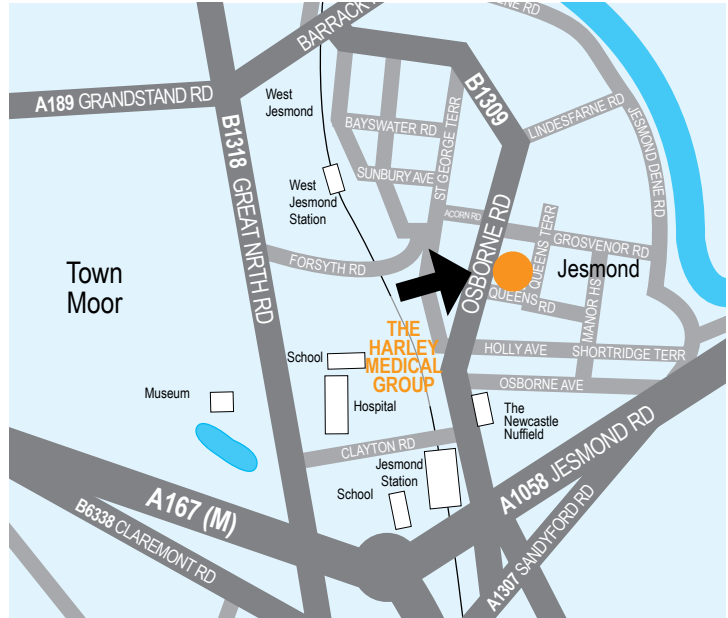 BARRACK
A189 GRANDSTAND RD
B1318 GREAT NRTH RD
West
Jesmond
BAYSWATER RD
SUNBURY AVE
ST GEORGE TERR
B1309
LINDESFARNE RD
JESMOND DENE RD
West
Jesmond
Station
ACORN RD
OSBORNE RD
QUEENS TERR
GROSVENOR RD
FORSYTH RD
Town
Moor
Jesmond
QUEENS RD
MANOR HS
THE
HARLEY
MEDICAL
GROUP
School
HOLLY AVE
SHORTRIDGE TERR
OSBORNE AVE
Museum
Hospital
The
Newcastle
Nuffield
CLAYTON RD
Jesmond
Station
School
A167 (M)
A1058 JESMOND RD
B6338 CLAREMONT RD
A1307 SANDYFORD RD